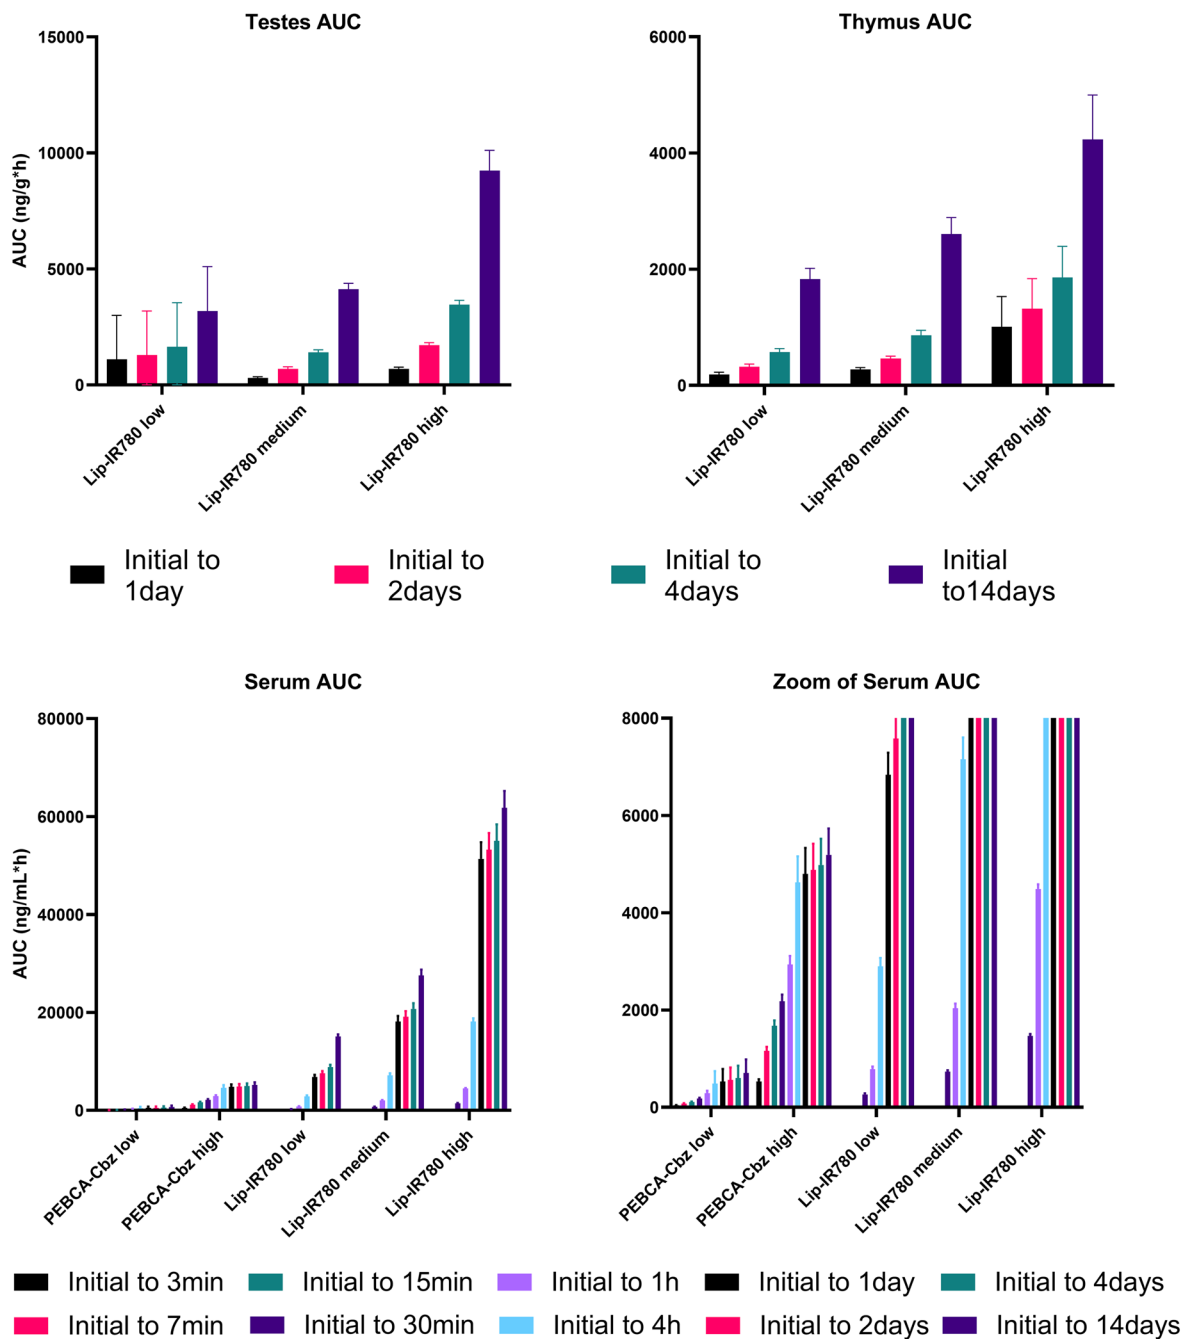 Testes AUC
Thymus AUC
AUC (ng/g*h)
15000
10000
5000
0
6000
4000
2000
0
Lip-IR780 low
Lip-IR780 medium
Lip-IR780 high
Lip-IR780 low
Lip-IR780 medium
Lip-IR780 high
Initial to
1day
Initial to
2days
Initial to
4days
Initial
to14days
Serum AUC
Zoom of Serum AUC
AUC (ng/mL*h)
80000
60000
40000
20000
0
8000
6000
4000
2000
0
PEBCA-Cbz low
PEBCA-Cbz high
Lip-IR780 low
Lip-IR780 medium
Lip-IR780 high
PEBCA-Cbz low
PEBCA-Cbz high
Lip-IR780 low
Lip-IR780 medium
Lip-IR780 high
Initial to 3min
Initial to 15min
Initial to 1h
Initial to 1day
Initial to 4days
Initial to 7min
Initial to 30min
Initial to 4h
Initial to 2days
Initial to 14days